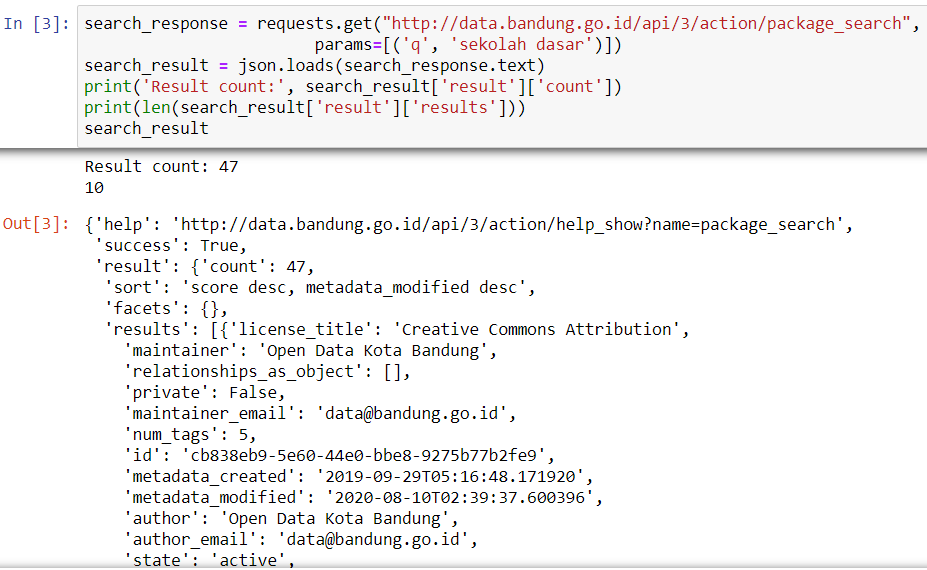 In [3]: search_response = requests.get("http://data.bandung.go.id/api/3/action/package_search",
params=[('q', 'sekolah dasar')])
search_result = json.loads(search_response.text)
print('Result count:', search_result['result']['count'])
print(len(search_result['result']['results']))
search_result
Result count: 47
10
Out[3]: {'help': 'http://data.bandung.go.id/api/3/action/help_show?name=package_search',
'success': True,
'result': {'count': 47,
'sort': 'score desc, metadata_modified desc',
'facets': {},
'results': [{'license_title': 'Creative Commons Attribution',
'maintainer': 'Open Data Kota Bandung',
'relationships_as_object': [],
'private': False,
'maintainer_email': 'data@bandung.go.id',
'num_tags': 5,
'id': 'cb838eb9-5e60-44e0-bbe8-9275b77b2fe9',
'metadata_created': '2019-09-29T05:16:48.171920',
'metadata_modified': '2020-08-10T02:39:37.600396',
'author': 'Open Data Kota Bandung',
'author_email': 'data@bandung.go.id',
'state': 'active',